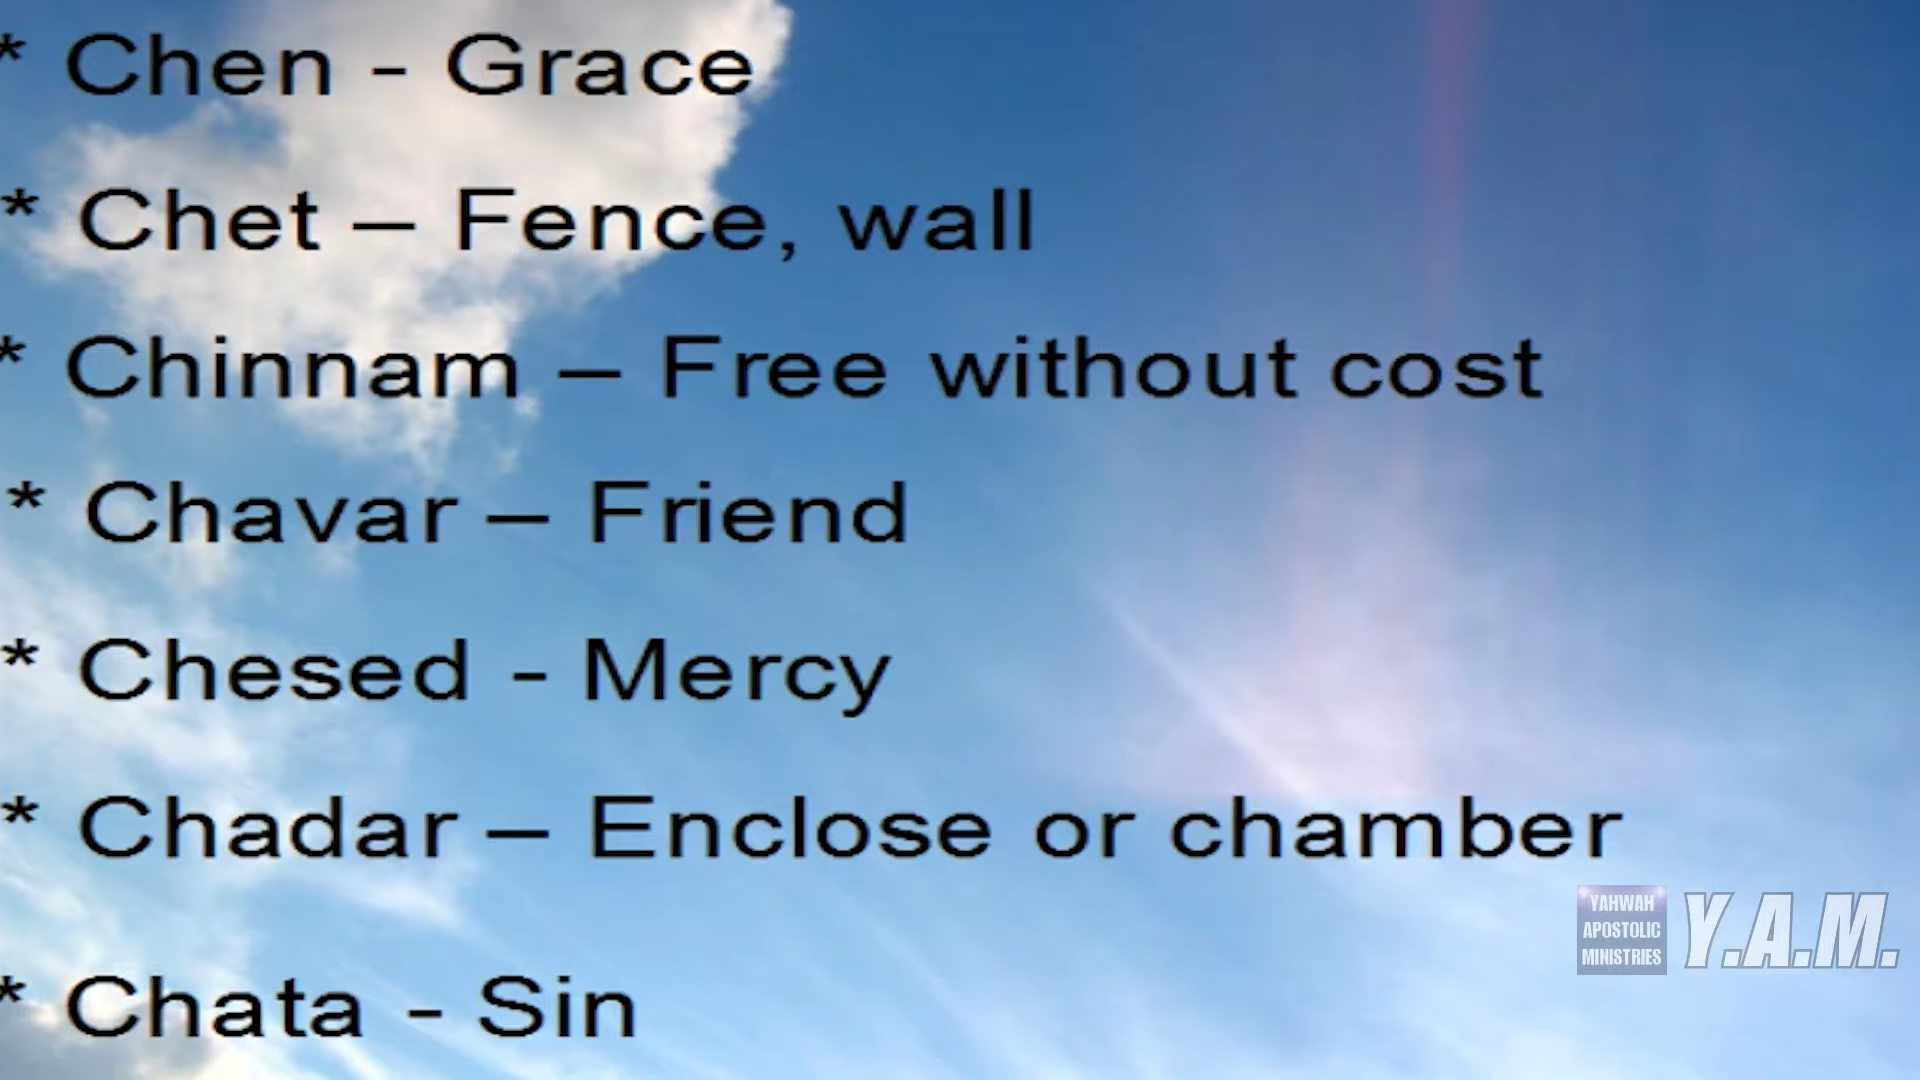 * Chen - Grace
* Chet – Fence, wall
* Chinnam – Free without cost
* Chavar – Friend
* Chesed - Mercy
* Chadar – Enclose or chamber
YAHWAH
APOSTOLIC
MINISTRIES
Y.A.M.
* Chata - Sin